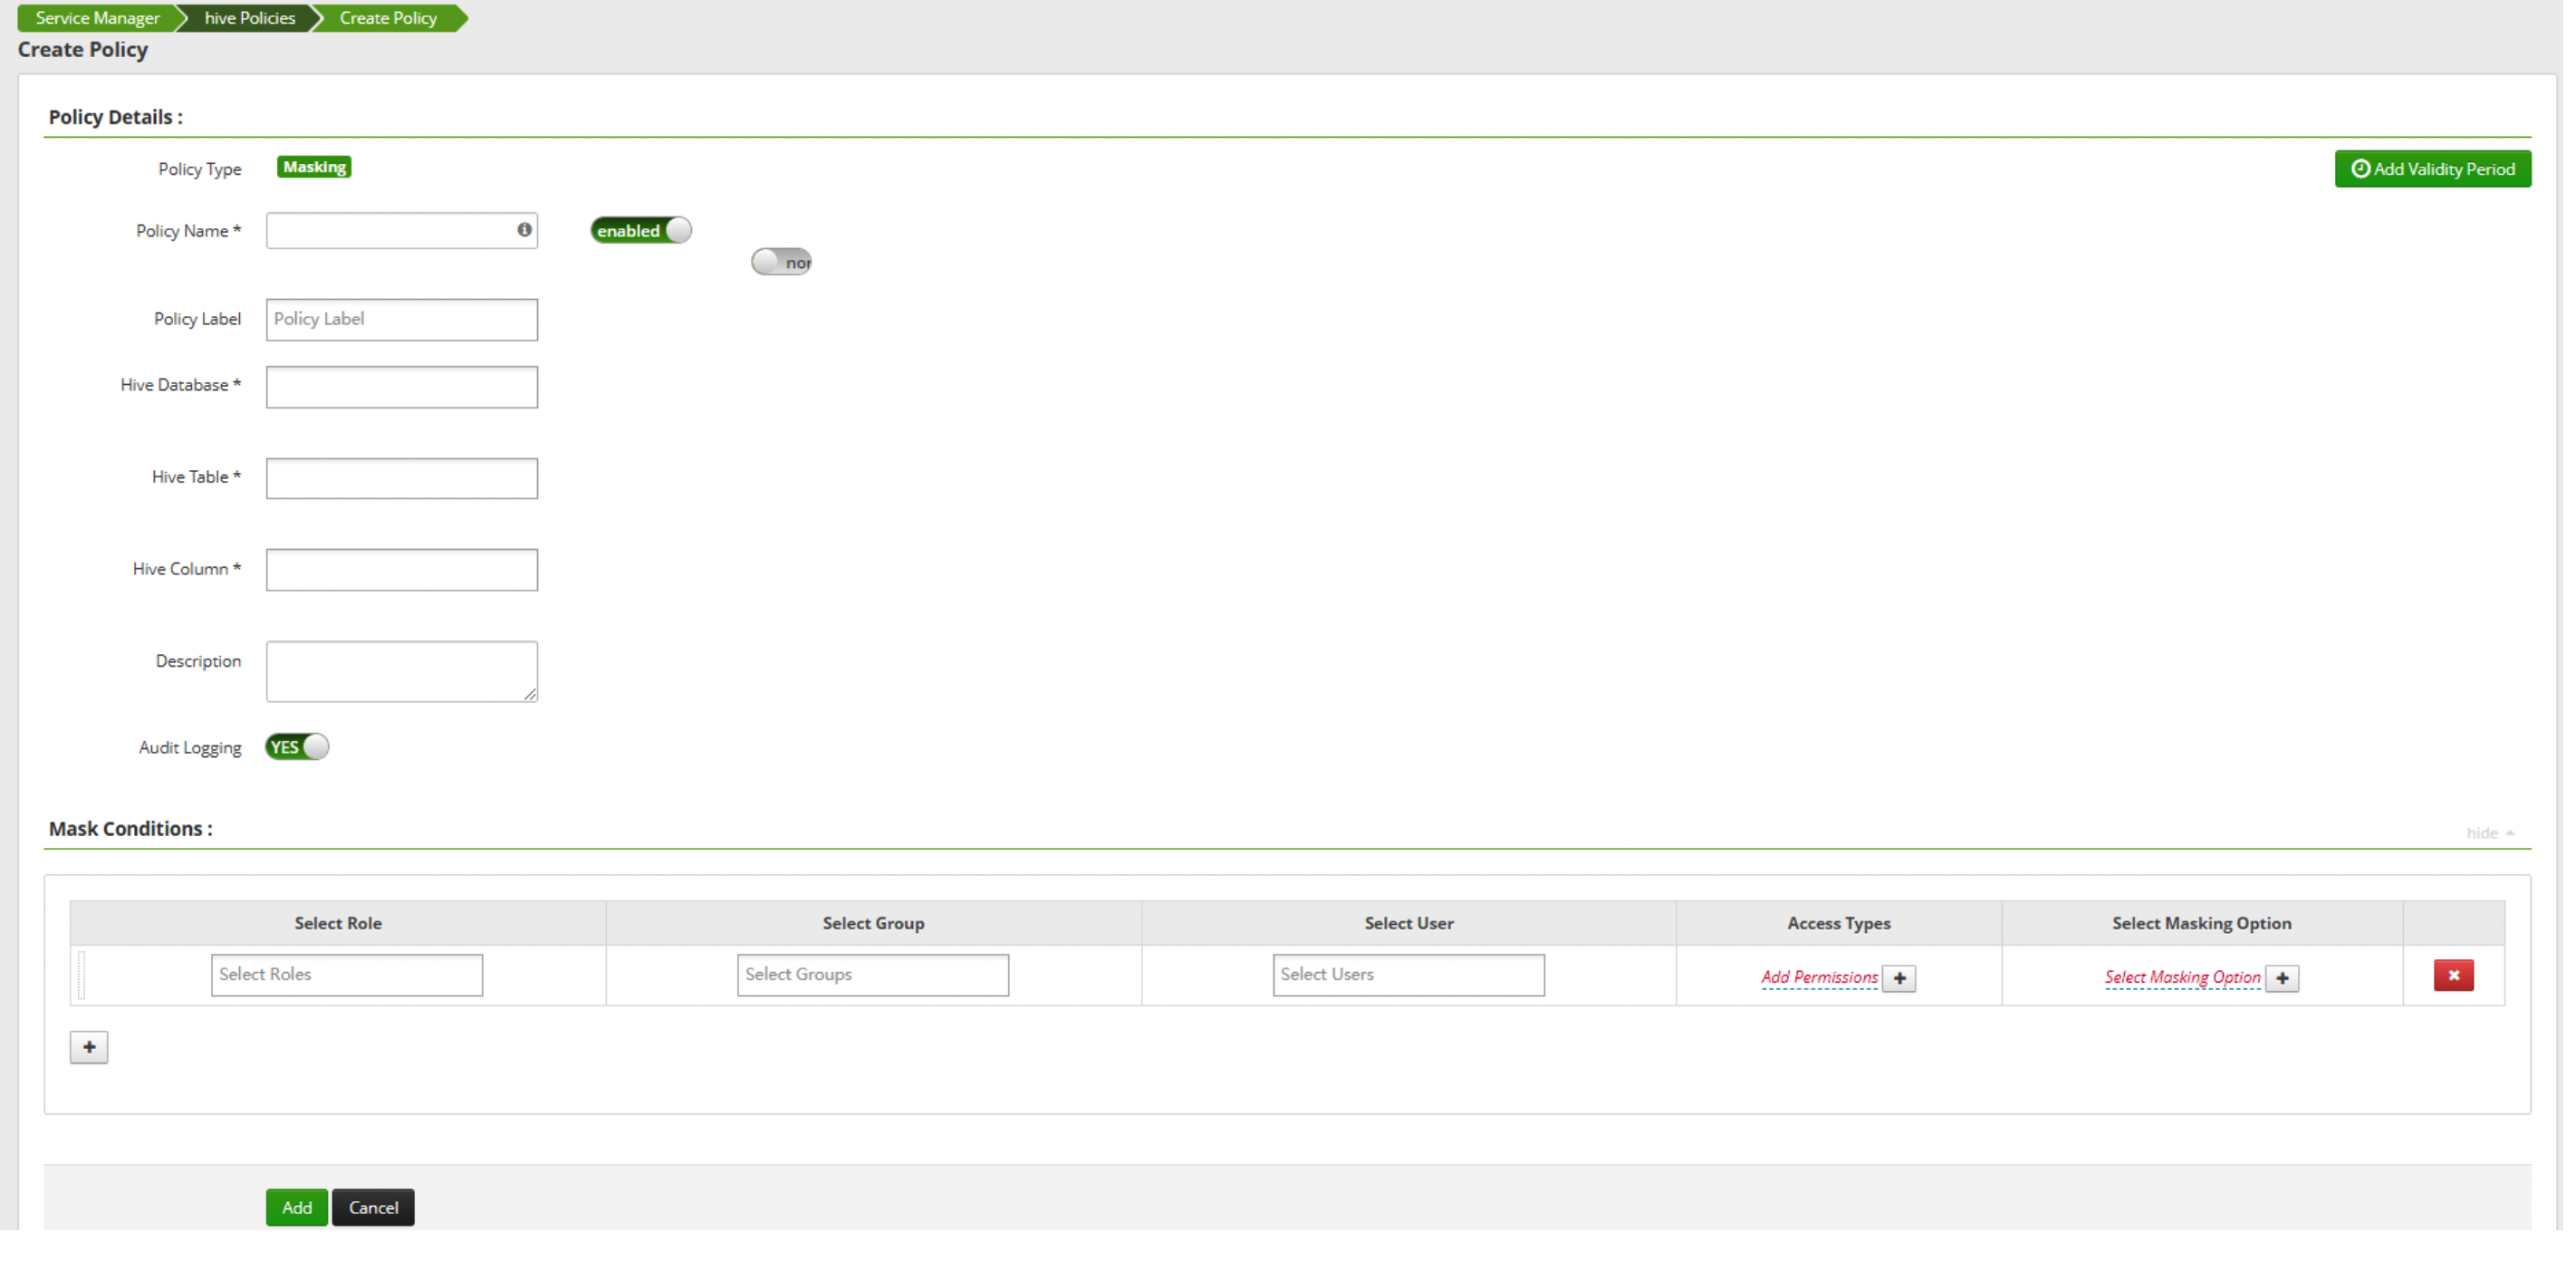 Service Manager hive Policies Create Policy
Create Policy
Policy Details :
Policy Type Masking Add Validity Period
Policy Name * enabled
nor
Policy Label Policy Label
Hive Database *
Hive Table *
Hive Column *
Description
Audit Logging YES
Mask Conditions : hide
Select Role Select Group Select User Access Types Select Masking Option
Select Roles Select Groups Select Users Add Permissions + Select Masking Option +
+
Add Cancel